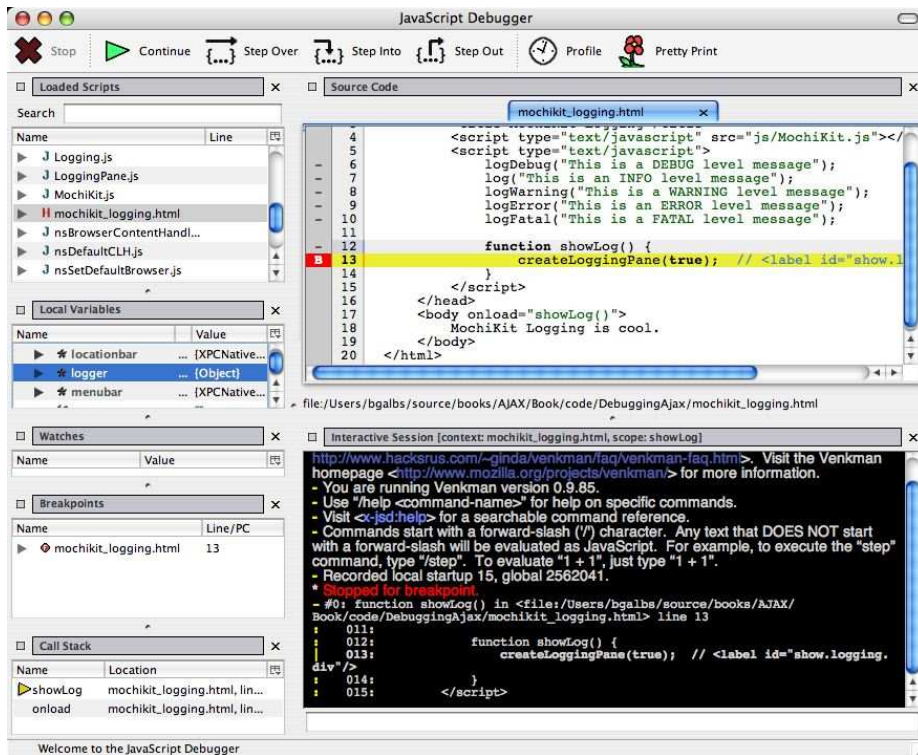 JavaScript Debugger
Stop
Continue
Step Over
Step Into
Step Out
Profile
Pretty Print
Loaded Scripts
Search
Name Line
J Logging.js
J LoggingPane.js
J MochiKit.js
H mochikit_logging.html
J nsBrowserContentHandl...
J nsDefaultCLH.js
J nsSetDefaultBrowser.js
Local Variables
Name Value
locationbar ... {XPCNative...
logger ... {Object}
menubar ... {XPCNative...
Watches
Name Value
Breakpoints
Name Line/PC
mochikit_logging.html 13
Call Stack
Name Location
showLog mochikit_logging.html, lin...
onload mochikit_logging.html, lin...
Source Code
mochikit_logging.html
4 <script type="text/javascript" src="js/MochiKit.js"></
5 <script type="text/javascript">
– 6 logDebug("This is a DEBUG level message");
– 7 log("This is an INFO level message");
– 8 logWarning("This is a WARNING level message");
– 9 logError("This is an ERROR level message");
– 10 logFatal("This is a FATAL level message");
11
– 12 function showLog() {
B 13 createLoggingPane(true); // <label id="show.l
14 }
15 </script>
16 </head>
17 <body onload="showLog()">
18 MochiKit Logging is cool.
19 </body>
20 </html>
file:/Users/bgalbs/source/books/AJAX/Book/code/DebuggingAjax/mochikit_logging.html
Interactive Session [context: mochikit_logging.html, scope: showLog]
http://www.hacksrus.com/~ginda/venkman/faq/venkman-faq.html>. Visit the Venkman
homepage <http://www.mozilla.org/projects/venkman/> for more information.
- You are running Venkman version 0.9.85.
- Use "/help <command-name>" for help on specific commands.
- Visit <x-jsd:help> for a searchable command reference.
- Commands start with a forward-slash ('/') character. Any text that DOES NOT start
with a forward-slash will be evaluated as JavaScript. For example, to execute the "step"
command, type "/step". To evaluate "1 + 1", just type "1 + 1".
- Recorded local startup 15, global 2562041.
* Stopped for breakpoint.
- #0: function showLog() in <file:/Users/bgalbs/source/books/AJAX/
Book/code/DebuggingAjax/mochikit_logging.html> line 13
: 011:
: 012: function showLog() {
| 013: createLoggingPane(true); // <label id="show.logging.
div"/>
: 014: }
: 015: </script>
Welcome to the JavaScript Debugger